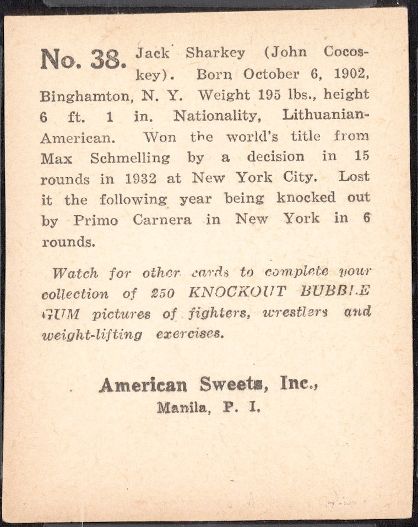 No. 38. Jack Sharkey (John Cocos-
key). Born October 6, 1902,
Binghamton, N. Y. Weight 195 lbs., height
6 ft. 1 in. Nationality, Lithuanian-
American. Won the world's title from
Max Schmelling by a decision in 15
rounds in 1932 at New York City. Lost
it the following year being knocked out
by Primo Carnera in New York in 6
rounds.
Watch for other cards to complete your
collection of 250 KNOCKOUT BUBBLE
GUM pictures of fighters, wrestlers and
weight-lifting exercises.
American Sweets, Inc.,
Manila, P. I.